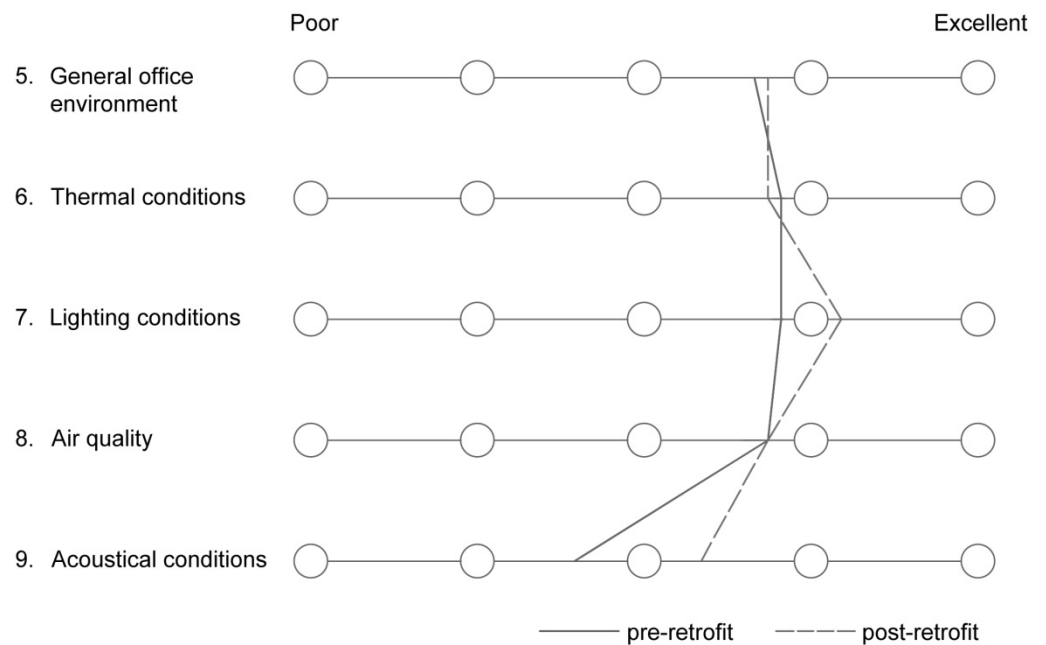 Poor Excellent
5. General office
environment
6. Thermal conditions
7. Lighting conditions
8. Air quality
9. Acoustical conditions
pre-retrofit post-retrofit